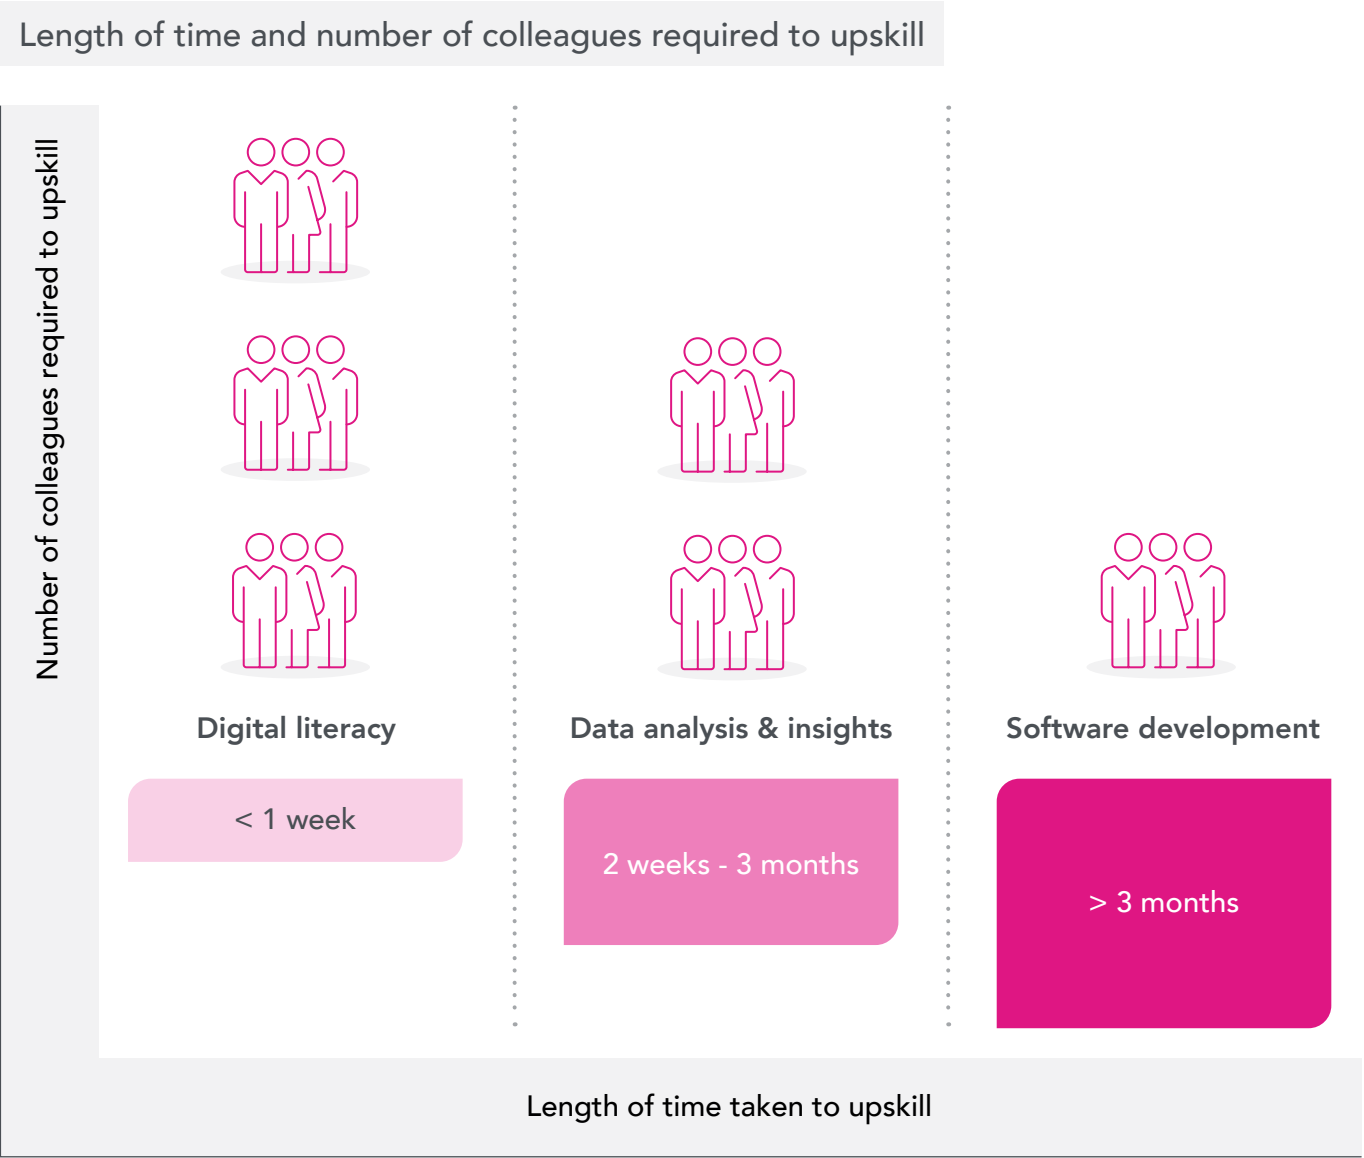 Length of time and number of colleagues required to upskill
Number of colleagues required to upskill
Digital literacy
< 1 week
Data analysis & insights
2 weeks - 3 months
Software development
> 3 months
Length of time taken to upskill